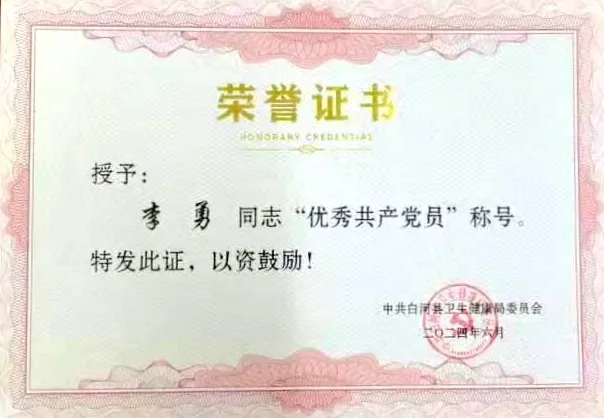 荣誉证书
HONORARY CREDENTIAL
授予：
李勇 同志“优秀共产党员”称号。
特发此证，以资鼓励！
中共白河县卫生健康局委员会
二〇二四年六月